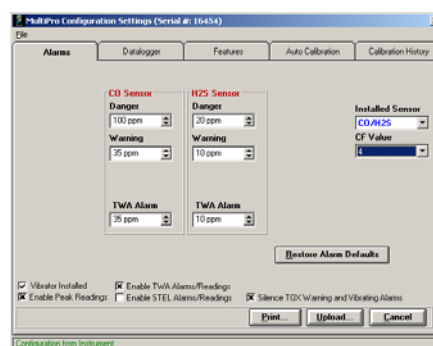 MultiPro Configuration Settings (Serial #: 16454)
File
Alarms Datalogger Features Auto Calibration Calibration History
CO Sensor H2S Sensor
Danger Danger
100 ppm 20 ppm
Installed Sensor
CO/H2S
Warning Warning
CF Value
35 ppm 10 ppm
4
TWA Alarm TWA Alarm
35 ppm 10 ppm
Restore Alarm Defaults
Vibrator Installed Enable TWA Alarms/Readings
Enable Peak Readings Enable STEL Alarms/Readings Silence TOX Warning and Vibrating Alarms
Print... Upload... Cancel
Configuration from Instrument